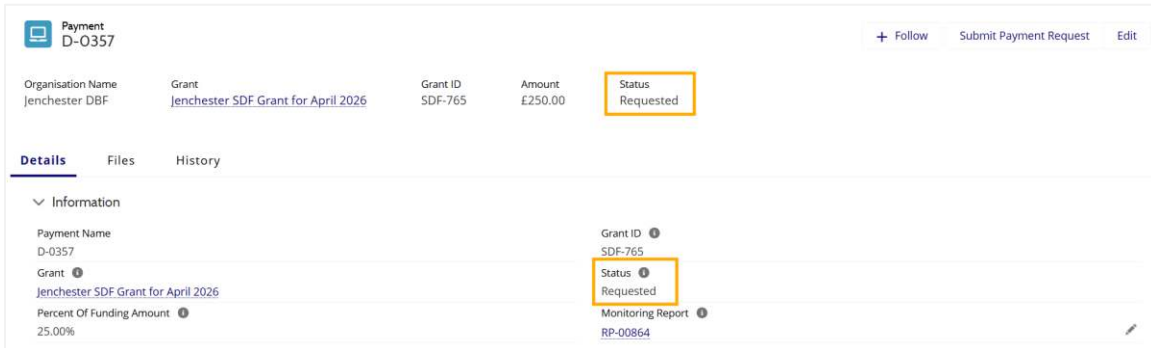 Payment
D-0357
+ Follow Submit Payment Request Edit
Organisation Name Grant Grant ID Amount Status
Jenchester DBF Jenchester SDF Grant for April 2026 SDF-765 £250.00 Requested
Details Files History
Information
Payment Name Grant ID
D-0357 SDF-765
Grant Status
Jenchester SDF Grant for April 2026 Requested
Percent Of Funding Amount Monitoring Report
25.00% RP-00864